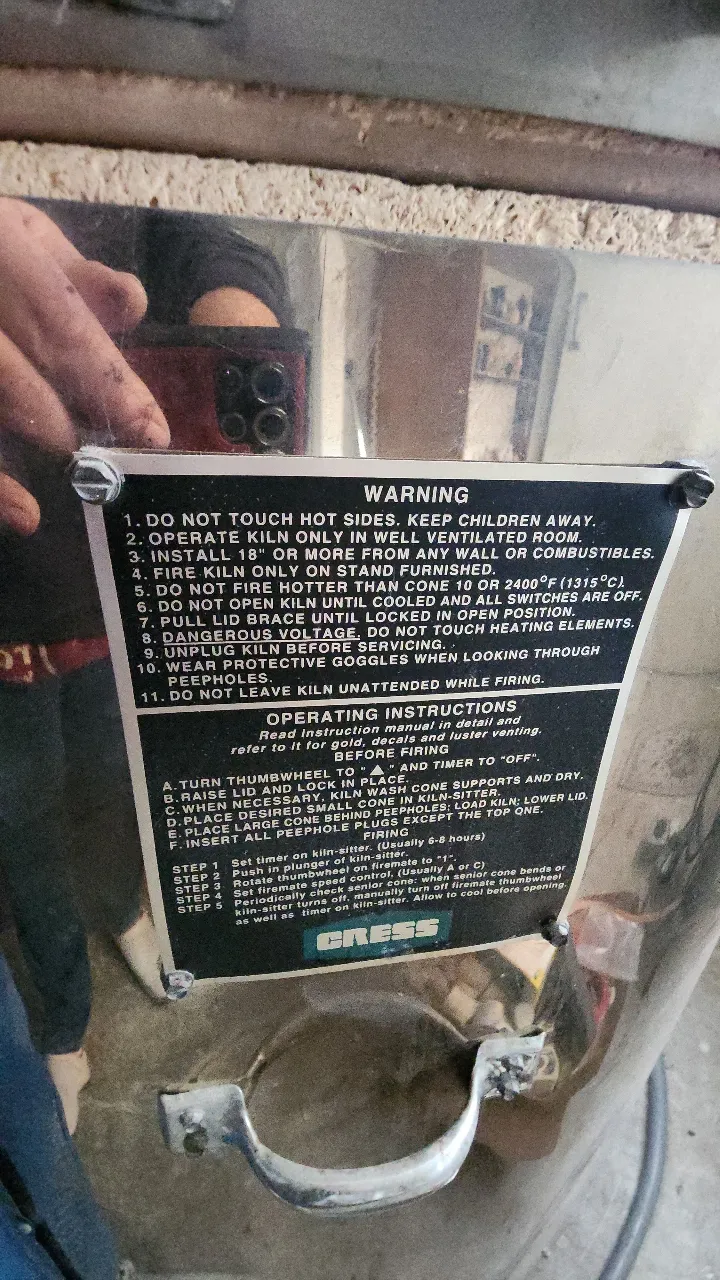 WARNING
1. DO NOT TOUCH HOT SIDES. KEEP CHILDREN AWAY.
2. OPERATE KILN ONLY IN WELL VENTILATED ROOM.
3. INSTALL 18" OR MORE FROM ANY WALL OR COMBUSTIBLES.
4. FIRE KILN ONLY ON STAND FURNISHED.
5. DO NOT FIRE HOTTER THAN CONE 10 OR 2400°F (1315°C).
6. DO NOT OPEN KILN UNTIL COOLED AND ALL SWITCHES ARE OFF.
7. PULL LID BRACE UNTIL LOCKED IN OPEN POSITION.
8. DANGEROUS VOLTAGE. DO NOT TOUCH HEATING ELEMENTS.
9. UNPLUG KILN BEFORE SERVICING.
10. WEAR PROTECTIVE GOGGLES WHEN LOOKING THROUGH
PEEPHOLES.
11. DO NOT LEAVE KILN UNATTENDED WHILE FIRING.
OPERATING INSTRUCTIONS
Read instruction manual in detail and
refer to it for gold, decals and luster venting.
BEFORE FIRING
A. TURN THUMBWHEEL TO "▲" AND TIMER TO "OFF".
B. RAISE LID AND LOCK IN PLACE.
C. WHEN NECESSARY, KILN WASH CONE SUPPORTS AND DRY.
D. PLACE DESIRED SMALL CONE IN KILN-SITTER.
E. PLACE LARGE CONE BEHIND PEEPHOLES; LOAD KILN; LOWER LID.
F. INSERT ALL PEEPHOLE PLUGS EXCEPT THE TOP ONE.
FIRING
STEP 1 Set timer on kiln-sitter. (Usually 6-8 hours)
STEP 2 Push in plunger of kiln-sitter.
STEP 3 Rotate thumbwheel on firemate to "1".
STEP 4 Set firemate speed control, (Usually A or C)
STEP 5 Periodically check senior cone: when senior cone bends or
kiln-sitter turns off, manually turn off firemate thumbwheel
as well as timer on kiln-sitter. Allow to cool before opening.
CRESS